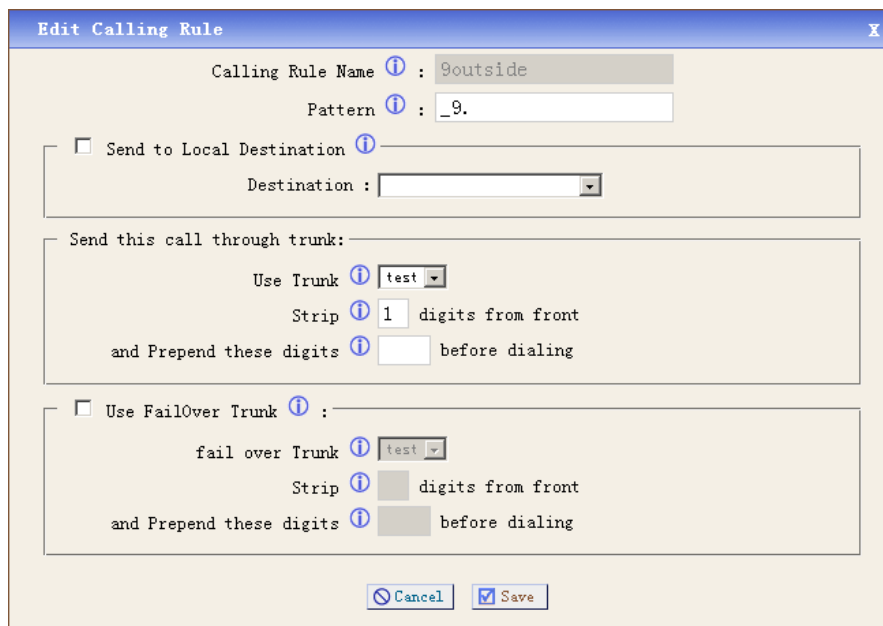 Edit Calling Rule X
Calling Rule Name i : 9outside
Pattern i : _9.
Send to Local Destination i
Destination :
Send this call through trunk:
Use Trunk i test
Strip i 1 digits from front
and Prepend these digits i before dialing
Use FailOver Trunk i :
fail over Trunk i test
Strip i digits from front
and Prepend these digits i before dialing
Cancel Save